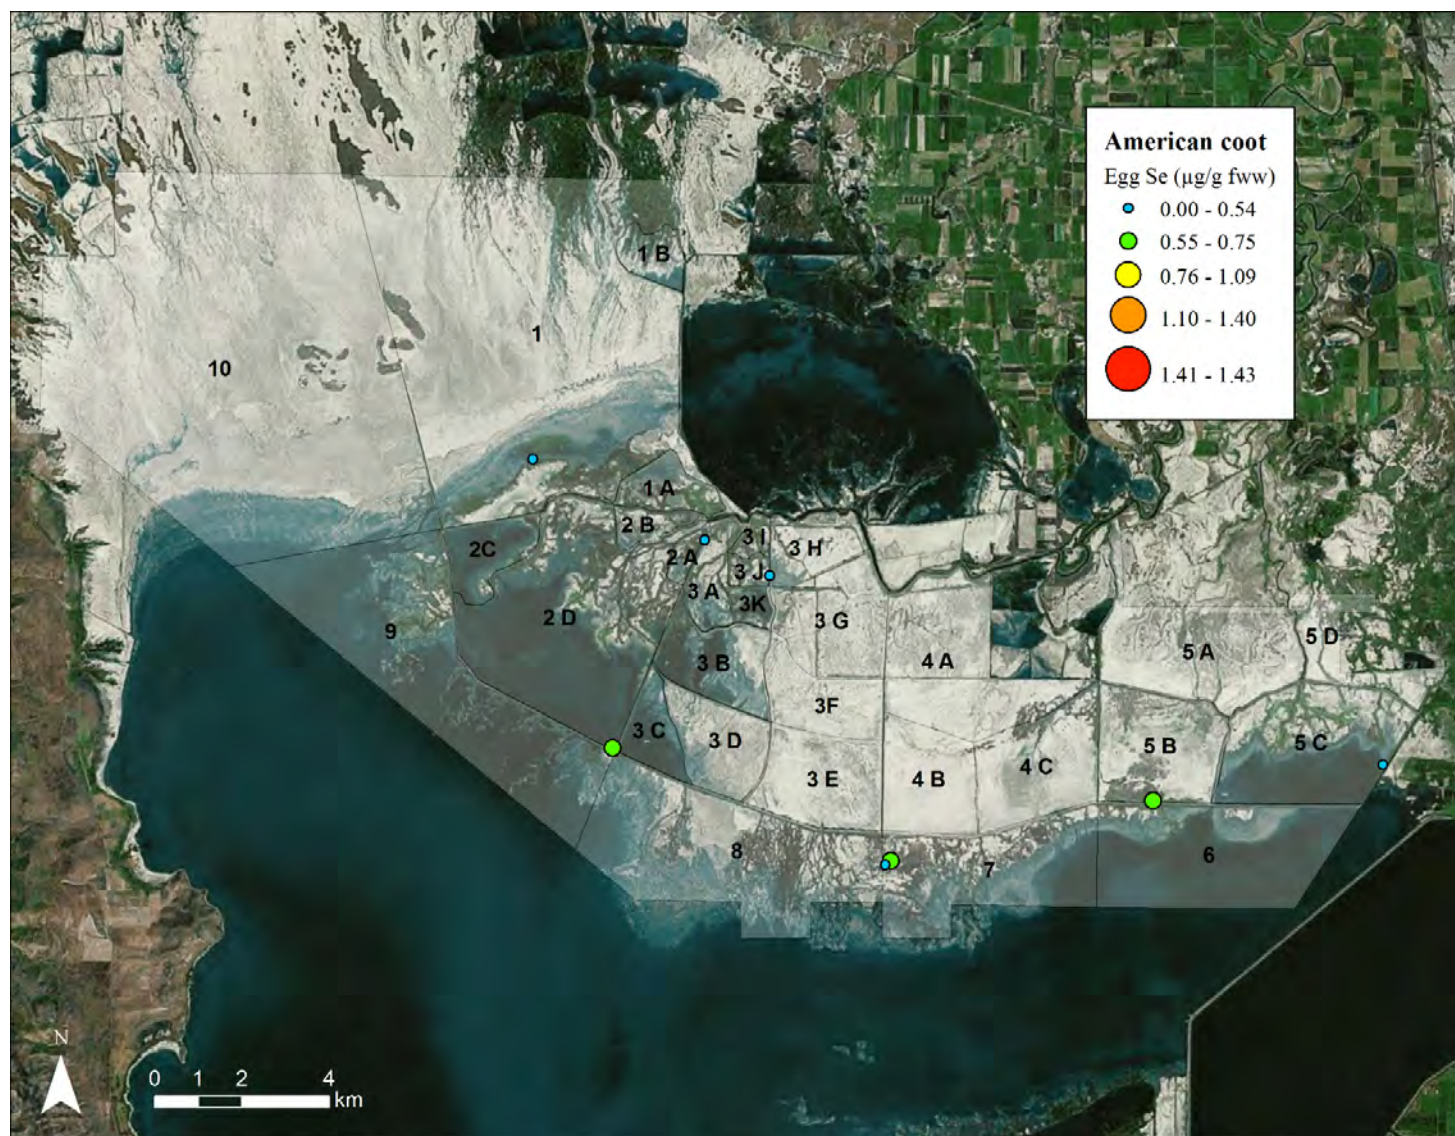 American coot
Egg Se (µg/g fww)
0.00 - 0.54
0.55 - 0.75
0.76 - 1.09
1.10 - 1.40
1.41 - 1.43
1 B
1
10
1 A
2 B
2C
2 A
3 I
3 H
3 J
3 A
3K
2 D
9
3 G
3 B
4 A
5 A
5 D
3 C
3 D
3F
5 B
5 C
3 E
4 B
4 C
8
7
6
N
0 1 2 4
km